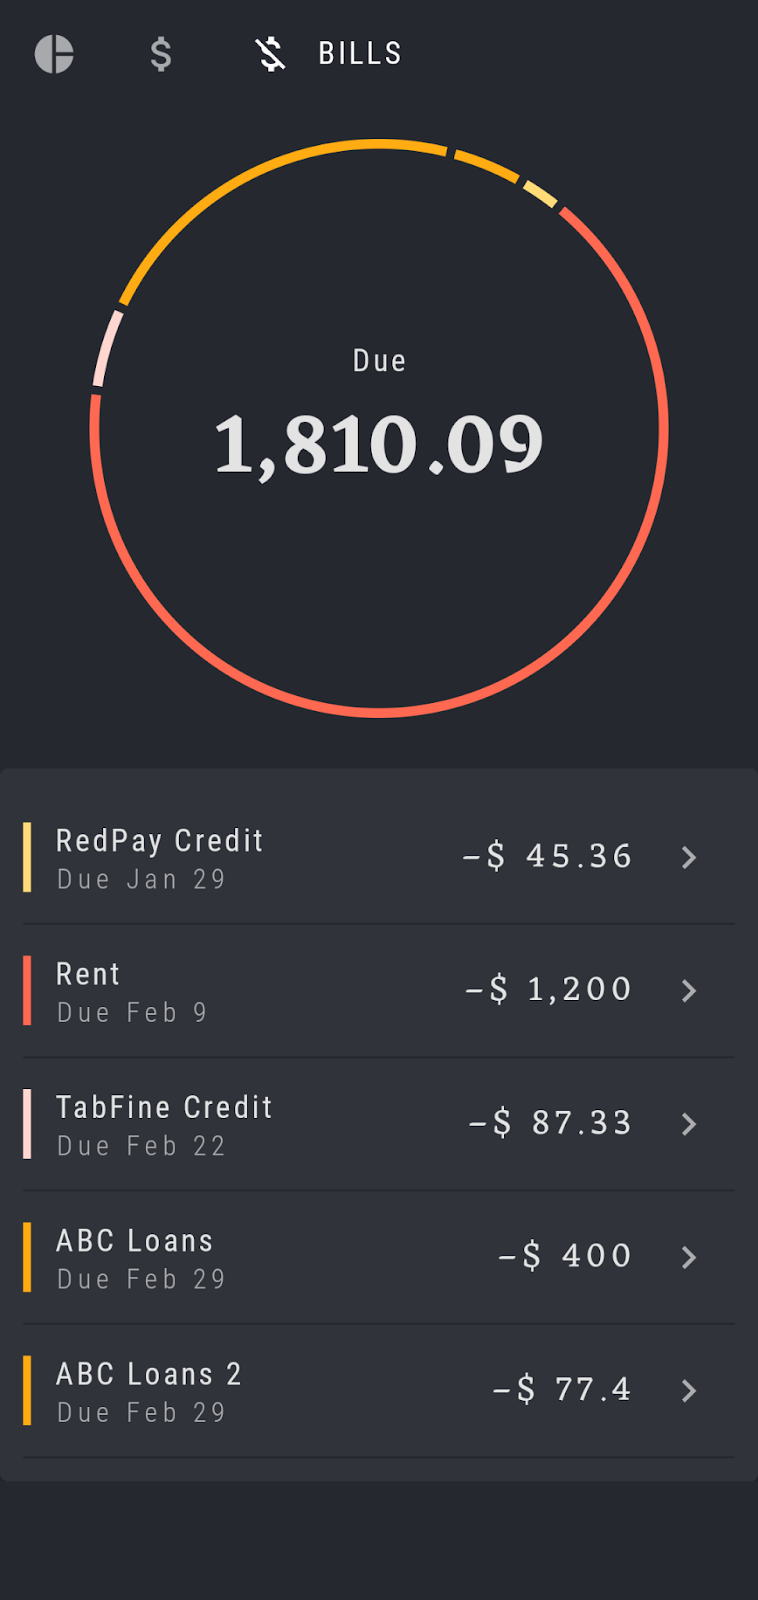 BILLS
Due
1,810.09
RedPay Credit
Due Jan 29
-$ 45.36
Rent
Due Feb 9
-$ 1,200
TabFine Credit
Due Feb 22
-$ 87.33
ABC Loans
Due Feb 29
-$ 400
ABC Loans 2
Due Feb 29
-$ 77.4